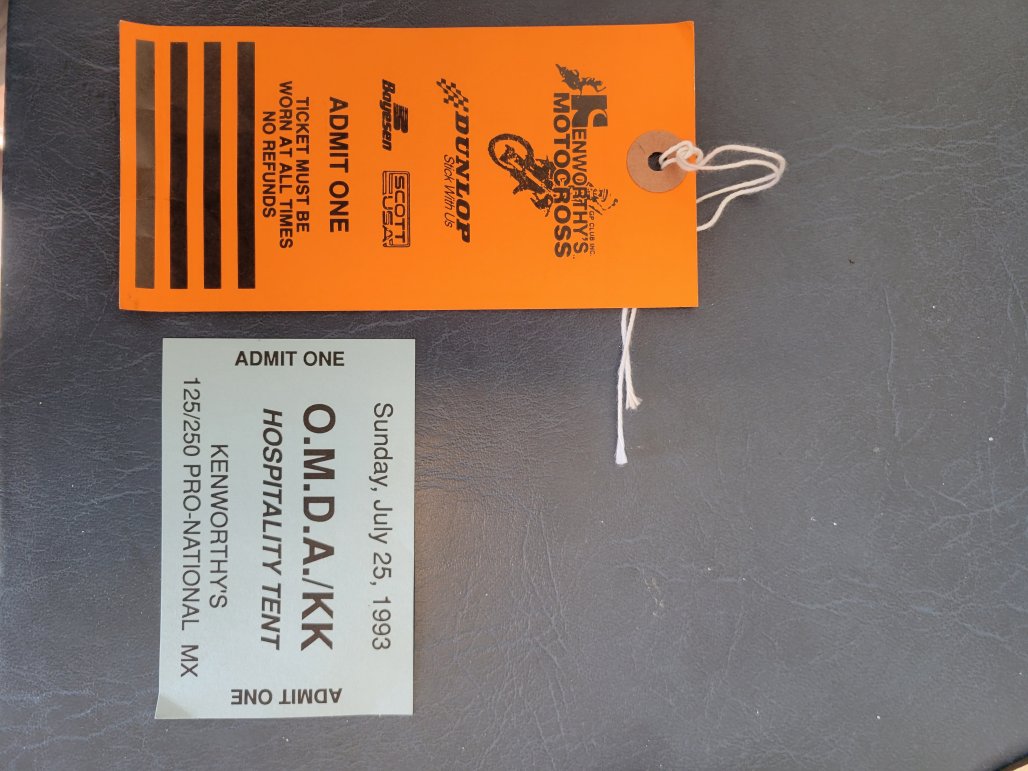 KENWORTHY'S
GP CLUB INC.
MOTOCROSS
DUNLOP
Stick With Us
Boyesen
SCOTT
USA
ADMIT ONE
TICKET MUST BE
WORN AT ALL TIMES
NO REFUNDS
Sunday, July 25, 1993
ADMIT ONE
O.M.D.A./KK
HOSPITALITY TENT
ADMIT ONE
KENWORTHY'S
125/250 PRO-NATIONAL MX